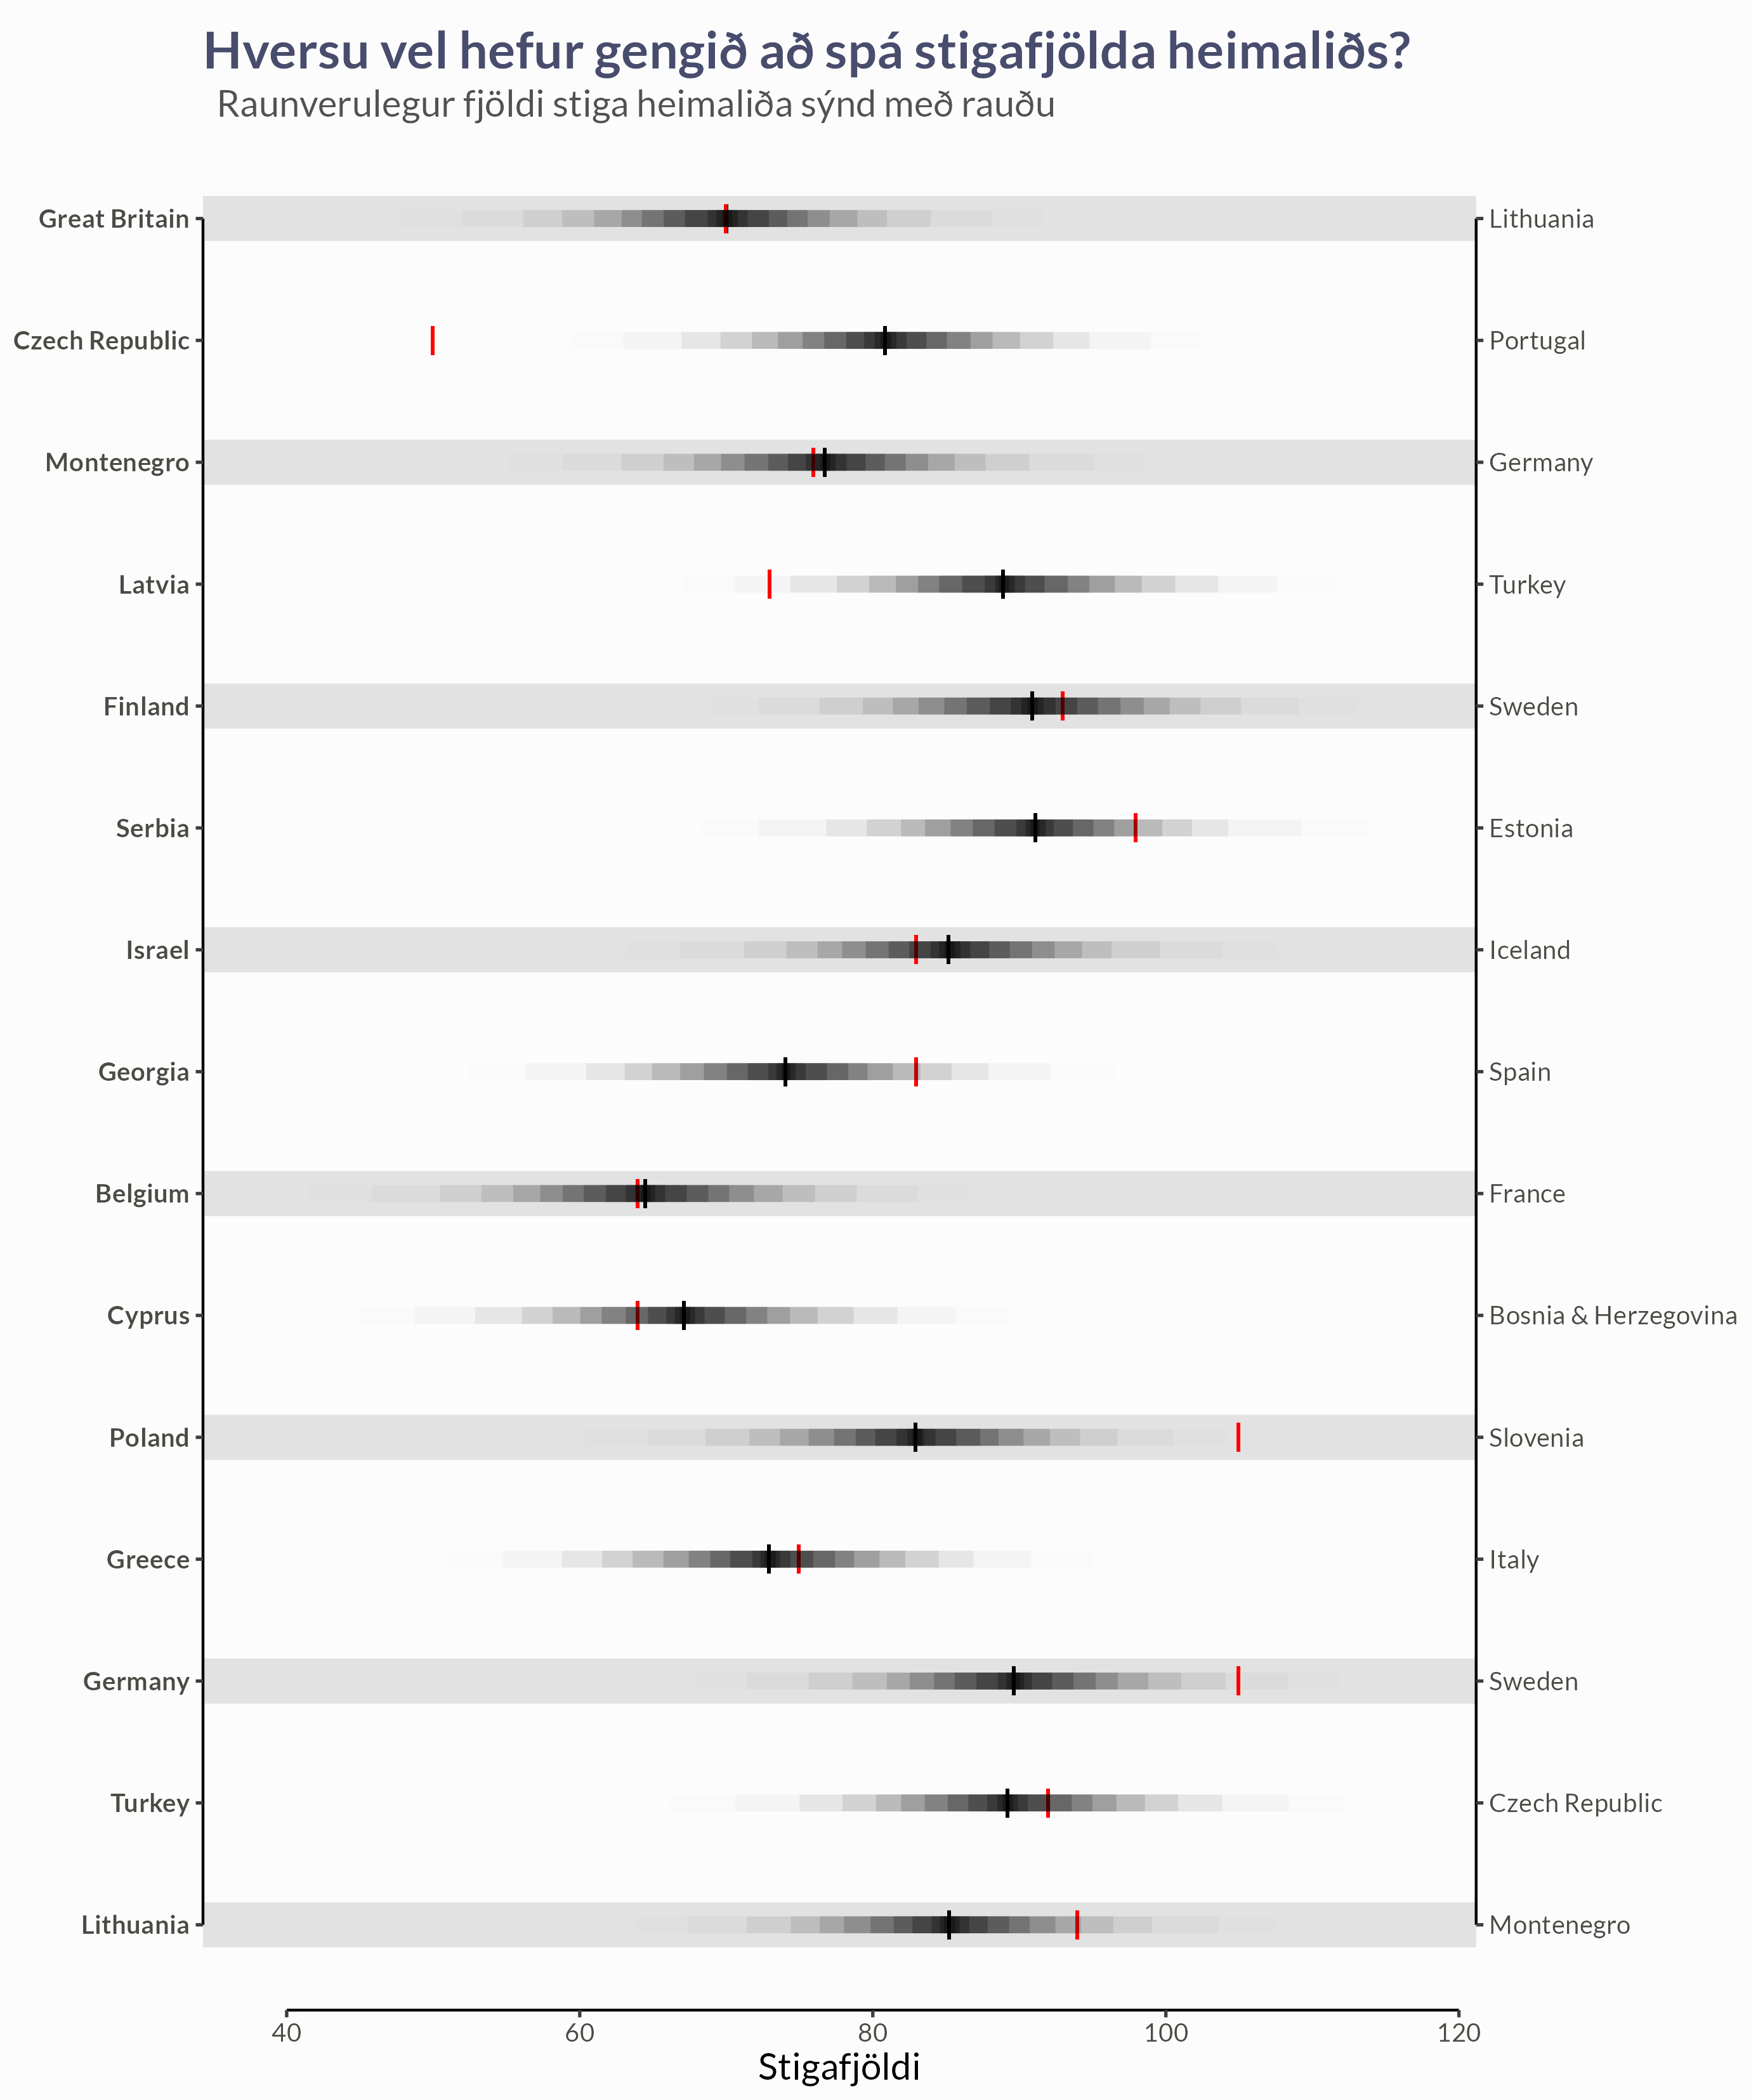 Hversu vel hefur gengið að spá stigafjölda heimaliðs?
Raunverulegur fjöldi stiga heimaliða sýnd með rauðu
Great Britain Lithuania
Czech Republic Portugal
Montenegro Germany
Latvia Turkey
Finland Sweden
Serbia Estonia
Israel Iceland
Georgia Spain
Belgium France
Cyprus Bosnia & Herzegovina
Poland Slovenia
Greece Italy
Germany Sweden
Turkey Czech Republic
Lithuania Montenegro
40 60 80 100 120
Stigafjöldi